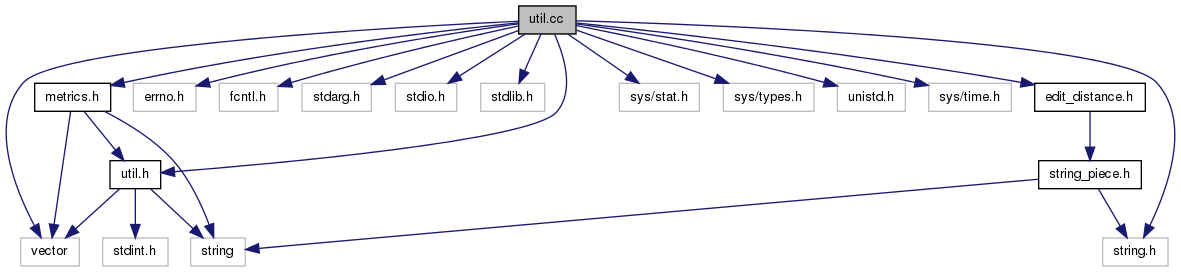 util.cc
metrics.h
errno.h
fcntl.h
stdarg.h
stdio.h
stdlib.h
sys/stat.h
sys/types.h
unistd.h
sys/time.h
edit_distance.h
util.h
string_piece.h
vector
stdint.h
string
string.h